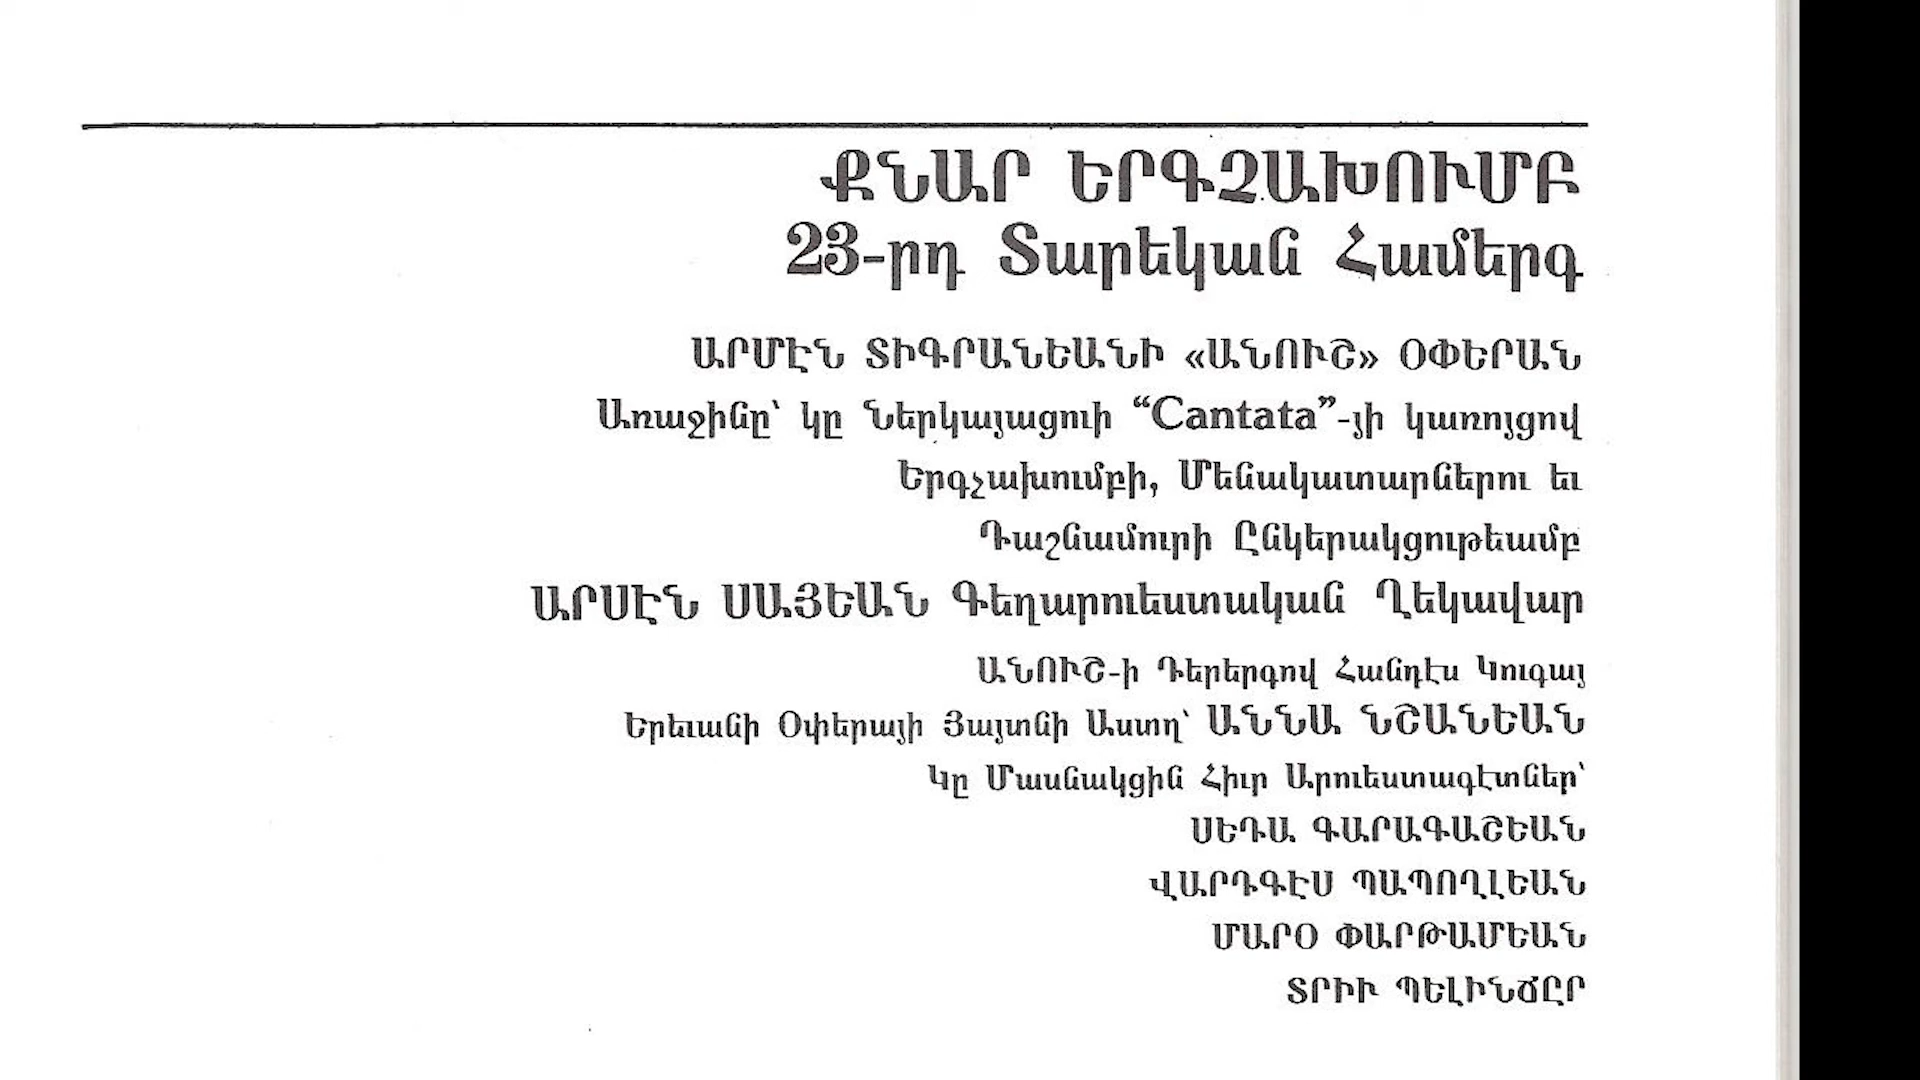 ՔՆԱՐ ԵՐԳՉԱԽՈՒՄԲ
23-րդ Տարեկան Համերգ
ԱՐՄԷՆ ՏԻԳՐԱՆԵԱՆԻ «ԱՆՈՒՇ» ՕՓԵՐԱՆ
Առաջինը՝ կը Ներկայացուի “Cantata”-յի կառոյցով
Երգչախումբի, Մենակատարներու եւ
Դաշնամուրի Ընկերակցութեամբ
ԱՐՍԷՆ ՍԱՅԵԱՆ Գեղարուեստական Ղեկավար
ԱՆՈՒՇ-ի Դերերգով Հանդէս Կուգայ
Երեւանի Օփերայի Յայտնի Աստղ՝ ԱՆՆԱ ՆՇԱՆԵԱՆ
Կը Մասնակցին Հիւր Արուեստագէտներ՝
ՍԵԴԱ ԳԱՐԱԳԱՇԵԱՆ
ՎԱՐԴԳԷՍ ՊԱՊՈՂԼԵԱՆ
ՄԱՐՕ ՓԱՐԹԱՄԵԱՆ
ՏՐԻՒ ՊԵԼԻՆՃԸՐ